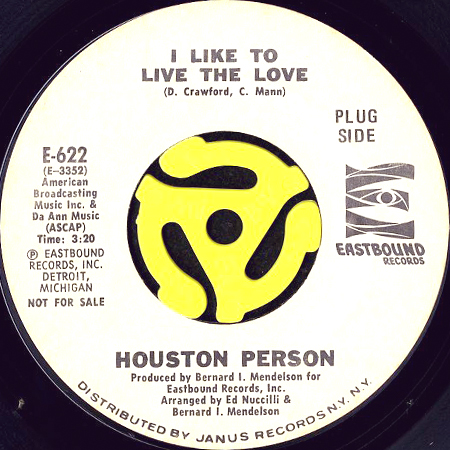 I LIKE TO
LIVE THE LOVE
(D. Crawford, C. Mann)
PLUG
SIDE
E-622
(E-3352)
American
Broadcasting
Music Inc. &
Da Ann Music
(ASCAP)
Time: 3:20
℗ EASTBOUND
RECORDS, INC.
DETROIT,
MICHIGAN
NOT FOR SALE
EASTBOUND
RECORDS
HOUSTON PERSON
Produced by Bernard I. Mendelson for
Eastbound Records, Inc.
Arranged by Ed Nuccilli &
Bernard I. Mendelson
DISTRIBUTED BY JANUS RECORDS N.Y. N.Y.